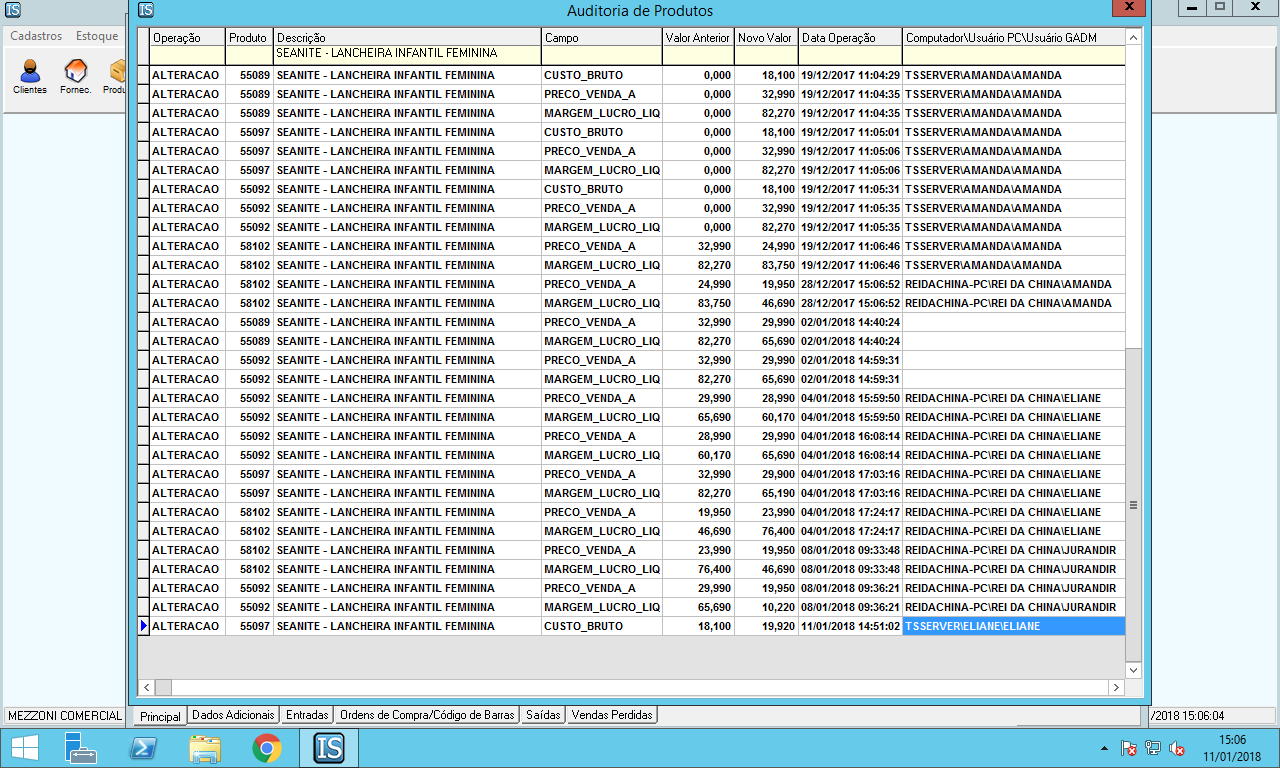 IS
IS Auditoria de Produtos X
X
Cadastros Estoque
Clientes Fornec. Produ
Operação Produto Descrição Campo Valor Anterior Novo Valor Data Operação Computador\Usuário PC\Usuário GADM
SEANITE - LANCHEIRA INFANTIL FEMININA
ALTERACAO 55089 SEANITE - LANCHEIRA INFANTIL FEMININA CUSTO_BRUTO 0,000 18,100 19/12/2017 11:04:29 TSSERVER\AMANDA\AMANDA
ALTERACAO 55089 SEANITE - LANCHEIRA INFANTIL FEMININA PRECO_VENDA_A 0,000 32,990 19/12/2017 11:04:35 TSSERVER\AMANDA\AMANDA
ALTERACAO 55089 SEANITE - LANCHEIRA INFANTIL FEMININA MARGEM_LUCRO_LIQ 0,000 82,270 19/12/2017 11:04:35 TSSERVER\AMANDA\AMANDA
ALTERACAO 55097 SEANITE - LANCHEIRA INFANTIL FEMININA CUSTO_BRUTO 0,000 18,100 19/12/2017 11:05:01 TSSERVER\AMANDA\AMANDA
ALTERACAO 55097 SEANITE - LANCHEIRA INFANTIL FEMININA PRECO_VENDA_A 0,000 32,990 19/12/2017 11:05:06 TSSERVER\AMANDA\AMANDA
ALTERACAO 55097 SEANITE - LANCHEIRA INFANTIL FEMININA MARGEM_LUCRO_LIQ 0,000 82,270 19/12/2017 11:05:06 TSSERVER\AMANDA\AMANDA
ALTERACAO 55092 SEANITE - LANCHEIRA INFANTIL FEMININA CUSTO_BRUTO 0,000 18,100 19/12/2017 11:05:31 TSSERVER\AMANDA\AMANDA
ALTERACAO 55092 SEANITE - LANCHEIRA INFANTIL FEMININA PRECO_VENDA_A 0,000 32,990 19/12/2017 11:05:35 TSSERVER\AMANDA\AMANDA
ALTERACAO 55092 SEANITE - LANCHEIRA INFANTIL FEMININA MARGEM_LUCRO_LIQ 0,000 82,270 19/12/2017 11:05:35 TSSERVER\AMANDA\AMANDA
ALTERACAO 58102 SEANITE - LANCHEIRA INFANTIL FEMININA PRECO_VENDA_A 32,990 24,990 19/12/2017 11:06:46 TSSERVER\AMANDA\AMANDA
ALTERACAO 58102 SEANITE - LANCHEIRA INFANTIL FEMININA MARGEM_LUCRO_LIQ 82,270 83,750 19/12/2017 11:06:46 TSSERVER\AMANDA\AMANDA
ALTERACAO 58102 SEANITE - LANCHEIRA INFANTIL FEMININA PRECO_VENDA_A 24,990 19,950 28/12/2017 15:06:52 REIDACHINA-PC\REI DA CHINA\AMANDA
ALTERACAO 58102 SEANITE - LANCHEIRA INFANTIL FEMININA MARGEM_LUCRO_LIQ 83,750 46,690 28/12/2017 15:06:52 REIDACHINA-PC\REI DA CHINA\AMANDA
ALTERACAO 55089 SEANITE - LANCHEIRA INFANTIL FEMININA PRECO_VENDA_A 32,990 29,990 02/01/2018 14:40:24
ALTERACAO 55089 SEANITE - LANCHEIRA INFANTIL FEMININA MARGEM_LUCRO_LIQ 82,270 65,690 02/01/2018 14:40:24
ALTERACAO 55092 SEANITE - LANCHEIRA INFANTIL FEMININA PRECO_VENDA_A 32,990 29,990 02/01/2018 14:59:31
ALTERACAO 55092 SEANITE - LANCHEIRA INFANTIL FEMININA MARGEM_LUCRO_LIQ 82,270 65,690 02/01/2018 14:59:31
ALTERACAO 55092 SEANITE - LANCHEIRA INFANTIL FEMININA PRECO_VENDA_A 29,990 28,990 04/01/2018 15:59:50 REIDACHINA-PC\REI DA CHINA\ELIANE
ALTERACAO 55092 SEANITE - LANCHEIRA INFANTIL FEMININA MARGEM_LUCRO_LIQ 65,690 60,170 04/01/2018 15:59:50 REIDACHINA-PC\REI DA CHINA\ELIANE
ALTERACAO 55092 SEANITE - LANCHEIRA INFANTIL FEMININA PRECO_VENDA_A 28,990 29,990 04/01/2018 16:08:14 REIDACHINA-PC\REI DA CHINA\ELIANE
ALTERACAO 55092 SEANITE - LANCHEIRA INFANTIL FEMININA MARGEM_LUCRO_LIQ 60,170 65,690 04/01/2018 16:08:14 REIDACHINA-PC\REI DA CHINA\ELIANE
ALTERACAO 55097 SEANITE - LANCHEIRA INFANTIL FEMININA PRECO_VENDA_A 32,990 29,900 04/01/2018 17:03:16 REIDACHINA-PC\REI DA CHINA\ELIANE
ALTERACAO 55097 SEANITE - LANCHEIRA INFANTIL FEMININA MARGEM_LUCRO_LIQ 82,270 65,190 04/01/2018 17:03:16 REIDACHINA-PC\REI DA CHINA\ELIANE
ALTERACAO 58102 SEANITE - LANCHEIRA INFANTIL FEMININA PRECO_VENDA_A 19,950 23,990 04/01/2018 17:24:17 REIDACHINA-PC\REI DA CHINA\ELIANE
ALTERACAO 58102 SEANITE - LANCHEIRA INFANTIL FEMININA MARGEM_LUCRO_LIQ 46,690 76,400 04/01/2018 17:24:17 REIDACHINA-PC\REI DA CHINA\ELIANE
ALTERACAO 58102 SEANITE - LANCHEIRA INFANTIL FEMININA PRECO_VENDA_A 23,990 19,950 08/01/2018 09:33:48 REIDACHINA-PC\REI DA CHINA\JURANDIR
ALTERACAO 58102 SEANITE - LANCHEIRA INFANTIL FEMININA MARGEM_LUCRO_LIQ 76,400 46,690 08/01/2018 09:33:48 REIDACHINA-PC\REI DA CHINA\JURANDIR
ALTERACAO 55092 SEANITE - LANCHEIRA INFANTIL FEMININA PRECO_VENDA_A 29,990 19,950 08/01/2018 09:36:21 REIDACHINA-PC\REI DA CHINA\JURANDIR
ALTERACAO 55092 SEANITE - LANCHEIRA INFANTIL FEMININA MARGEM_LUCRO_LIQ 65,690 10,220 08/01/2018 09:36:21 REIDACHINA-PC\REI DA CHINA\JURANDIR
ALTERACAO 55097 SEANITE - LANCHEIRA INFANTIL FEMININA CUSTO_BRUTO 18,100 19,920 11/01/2018 14:51:02 TSSERVER\ELIANE\ELIANE
MEZZONI COMERCIAL Principal Dados Adicionais Entradas Ordens de Compra/Código de Barras Saídas Vendas Perdidas /2018 15:06:04
IS 15:06
11/01/2018